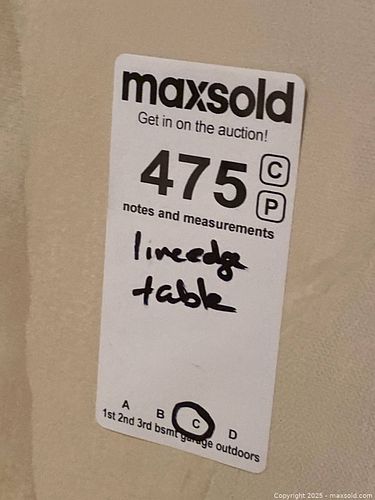 maxsold
Get in on the auction!
475 C
P
notes and measurements
lineedge
table
A B C D
1st 2nd 3rd bsmt garage outdoors
Copyright 2025 - maxsold.com